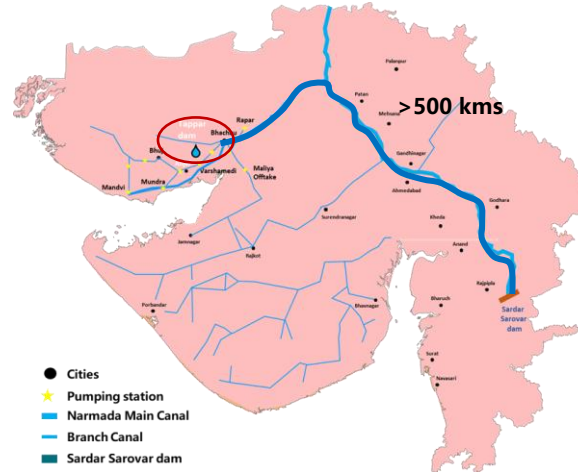 Palanpur
Patan
Mehsana
>500 kms
Tappar
dam
Rapar
Bhachau
Bhuj
Varshamedi
Maliya
Offtake
Mandvi
Mundra
Gandhinagar
Ahmedabad
Godhara
Surendranagar
Kheda
Anand
Jamnagar
Rajkot
Rajpipla
Porbandar
Bhavnagar
Bharuch
Sardar
Sarovar
dam
Surat
Navasari
Cities
Pumping station
Narmada Main Canal
Branch Canal
Sardar Sarovar dam